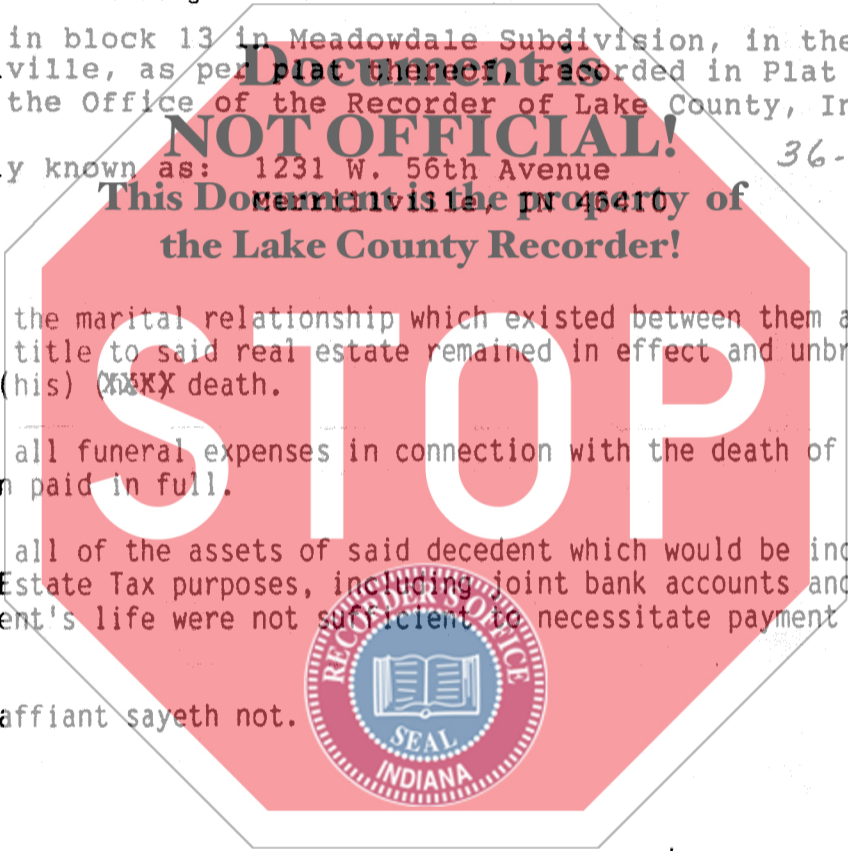 in block 13 in Meadowdale Subdivision, in the
ville, as per plat thereof, recorded in Plat
the Office of the Recorder of Lake County, In
Document is
NOT OFFICIAL!
This Document is the property of
the Lake County Recorder!
36-
y known as: 1231 W. 56th Avenue
Merrillville, IN 46410
the marital relationship which existed between them a
title to said real estate remained in effect and unbr
(his) death.
all funeral expenses in connection with the death of
n paid in full.
all of the assets of said decedent which would be inc
Estate Tax purposes, including joint bank accounts and
ent's life were not sufficient to necessitate payment
affiant sayeth not.
STOP
RECORDER'S OFFICE
SEAL
INDIANA